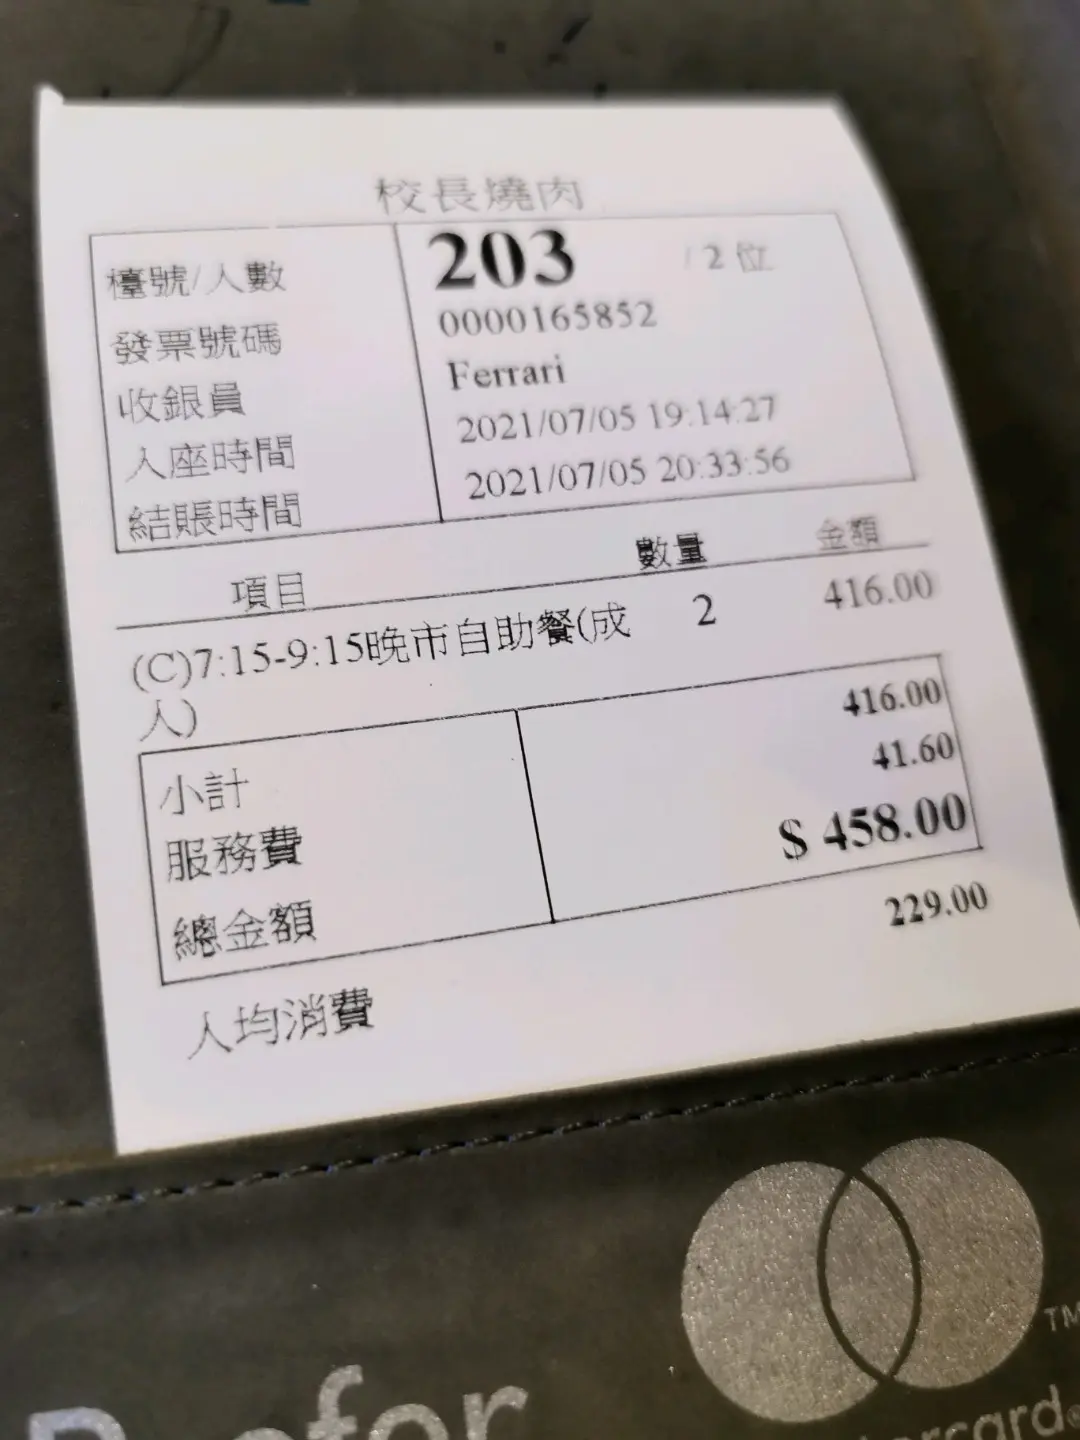 校長燒肉
檯號/人數 203 / 2 位
發票號碼 0000165852
收銀員 Ferrari
入座時間 2021/07/05 19:14:27
結賬時間 2021/07/05 20:33:56
項目 數量 金額
(C)7:15-9:15晚市自助餐(成 2 416.00
人)
小計 416.00
服務費 41.60
總金額 $ 458.00
人均消費 229.00
TM